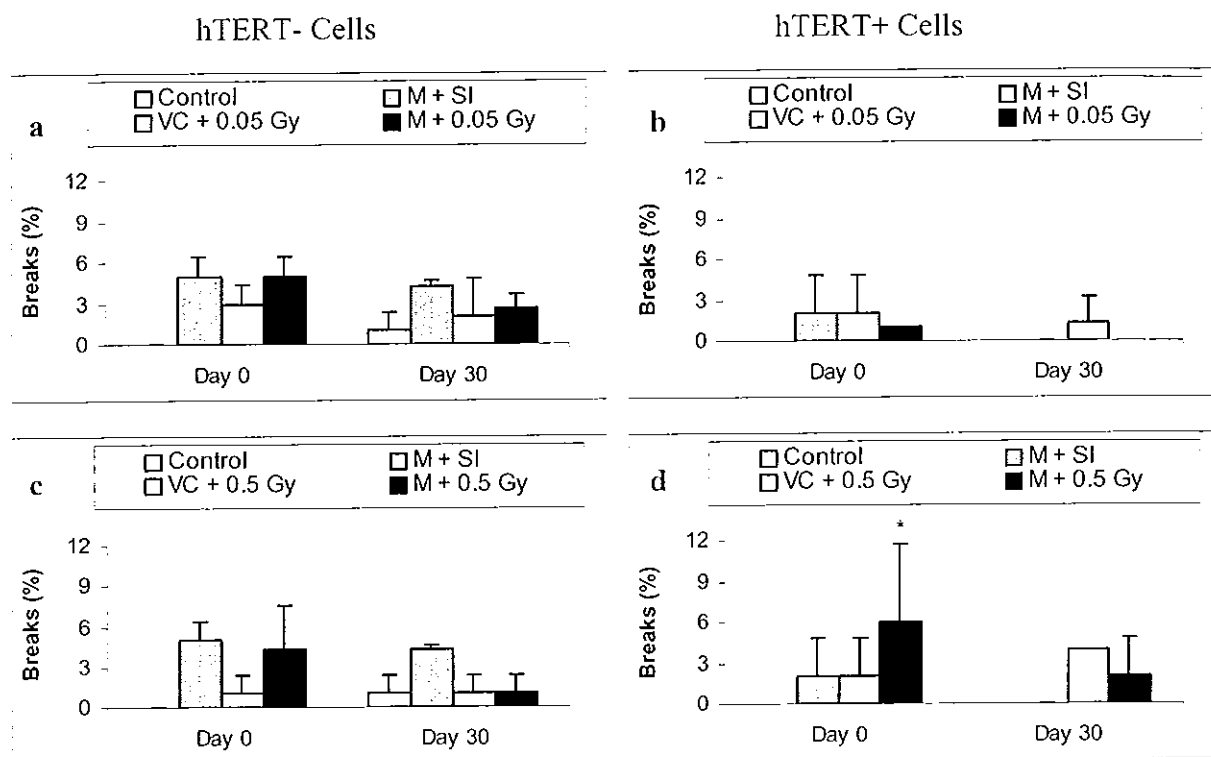 hTERT- Cells
hTERT+ Cells
a
Control
M + SI
VC + 0.05 Gy
M + 0.05 Gy
Breaks (%)
12
9
6
3
0
Day 0
Day 30
b
Control
M + SI
VC + 0.05 Gy
M + 0.05 Gy
Breaks (%)
12
9
6
3
0
Day 0
Day 30
c
Control
M + SI
VC + 0.5 Gy
M + 0.5 Gy
Breaks (%)
12
9
6
3
0
Day 0
Day 30
d
Control
M + SI
VC + 0.5 Gy
M + 0.5 Gy
*
Breaks (%)
12
9
6
3
0
Day 0
Day 30